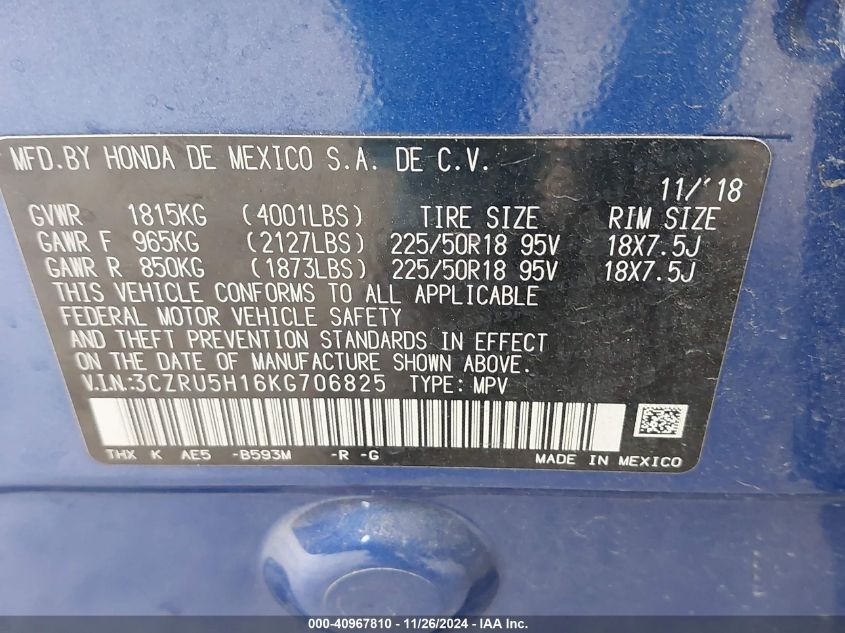 MFD.BY HONDA DE MEXICO S.A. DE C.V.
11/'18
GVWR 1815KG (4001LBS) TIRE SIZE RIM SIZE
GAWR F 965KG (2127LBS) 225/50R18 95V 18X7.5J
GAWR R 850KG (1873LBS) 225/50R18 95V 18X7.5J
THIS VEHICLE CONFORMS TO ALL APPLICABLE
FEDERAL MOTOR VEHICLE SAFETY
AND THEFT PREVENTION STANDARDS IN EFFECT
ON THE DATE OF MANUFACTURE SHOWN ABOVE.
V.IN:3CZRU5H16KG706825 TYPE: MPV
THX K AE5 -B593M -R -G MADE IN MEXICO
000-40967810 - 11/26/2024 - IAA Inc.